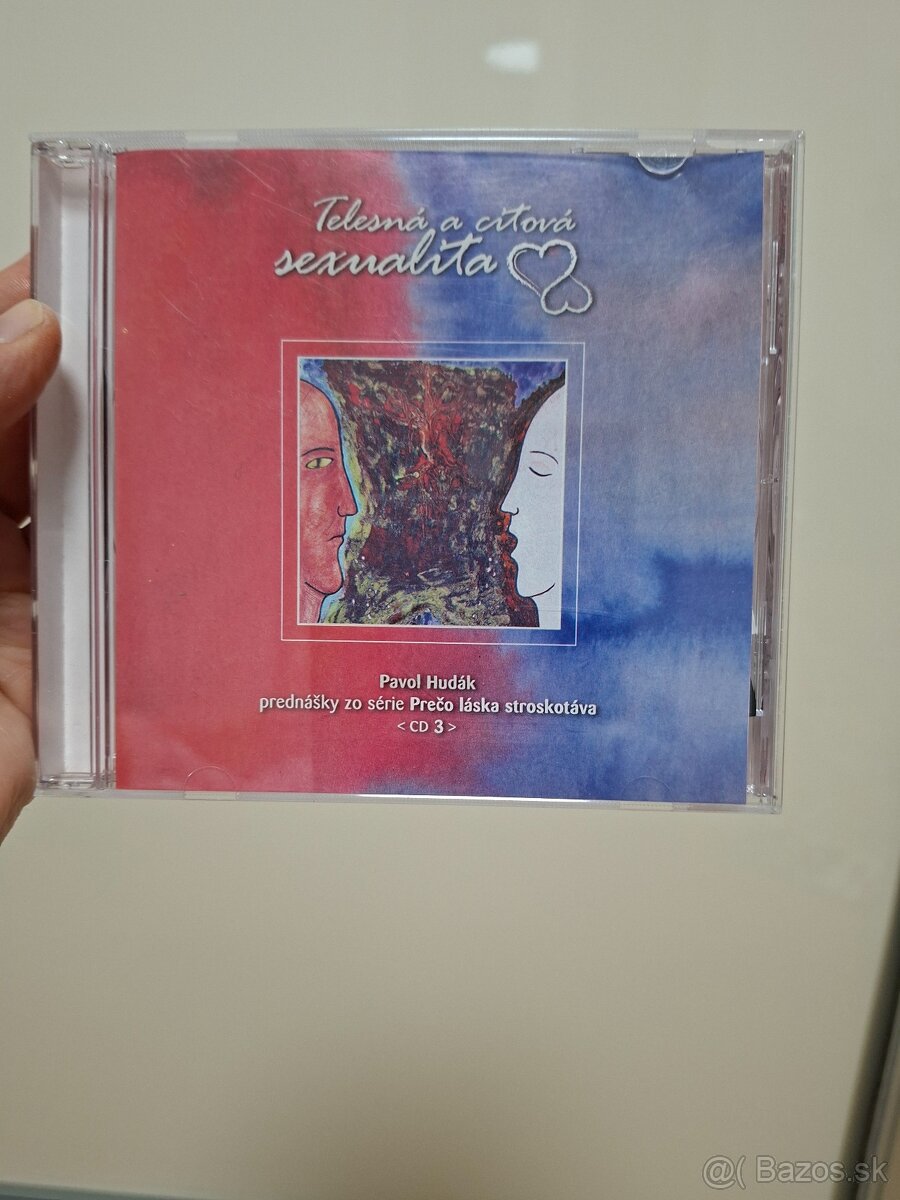 Telesná a citová
sexualita
Pavol Hudák
prednášky zo série Prečo láska stroskotáva
< CD 3 >
@( Bazos.sk